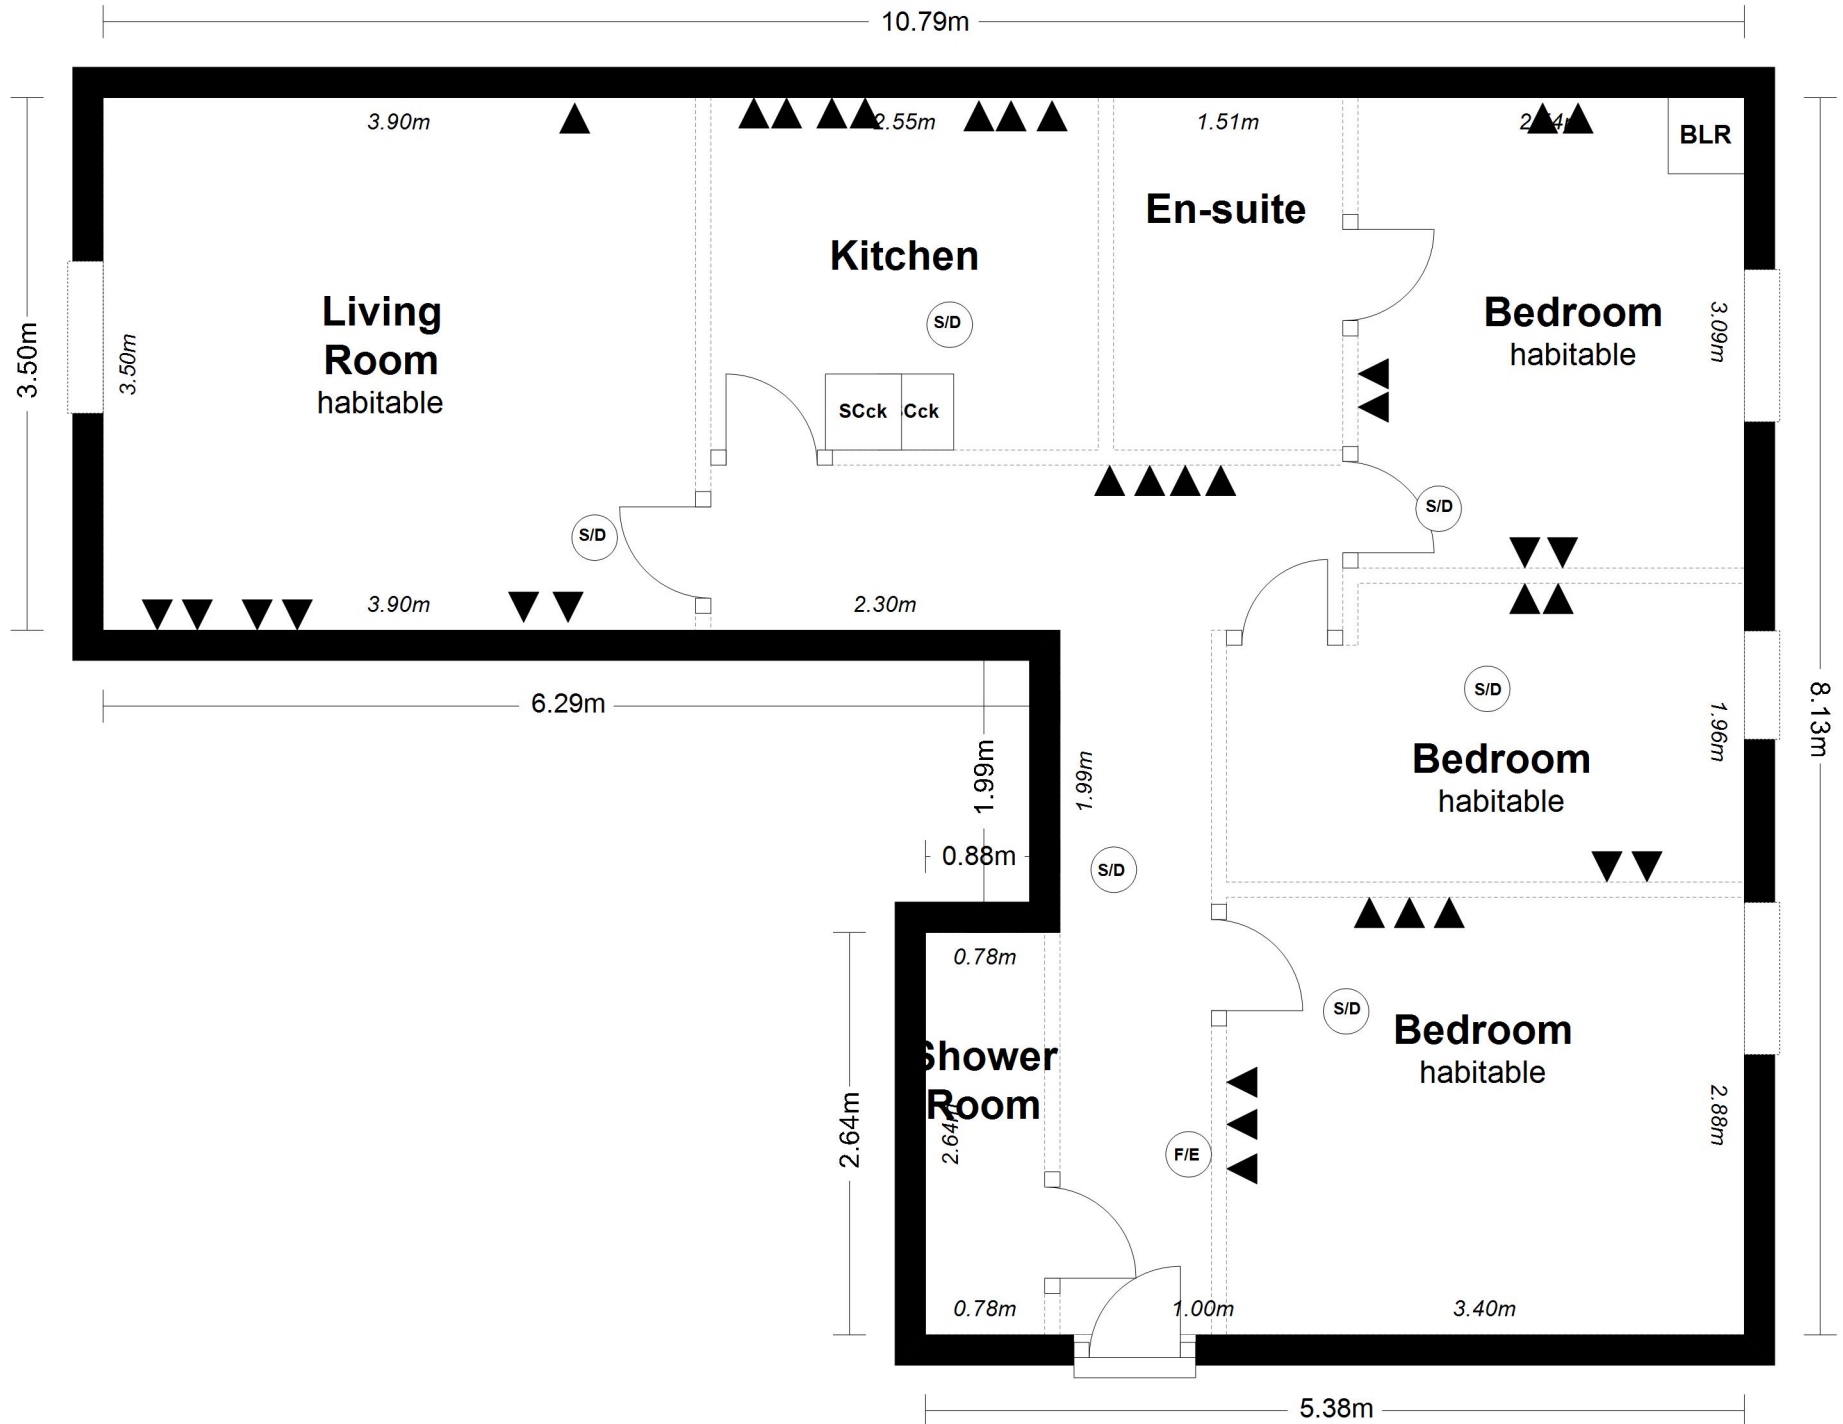 10.79m
3.90m
2.55m
1.51m
BLR
En-suite
Kitchen
Living
Room
habitable
3.50m
3.50m
S/D
Bedroom
habitable
3.09m
SCck
Cck
S/D
S/D
3.90m
2.30m
6.29m
S/D
Bedroom
habitable
1.96m
8.13m
1.99m
1.99m
0.88m
S/D
0.78m
S/D
Bedroom
habitable
Shower
Room
2.64m
2.64m
2.88m
F/E
0.78m
1.00m
3.40m
5.38m